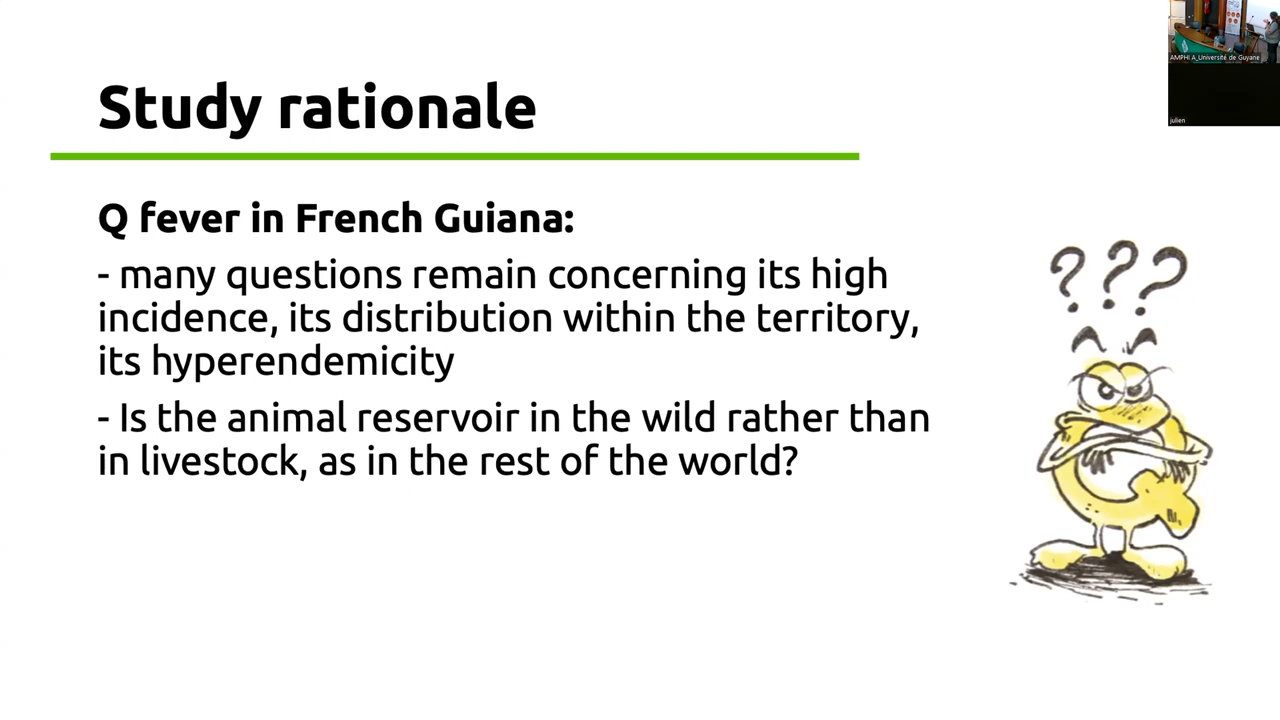 AMPHI A_Université de Guyane
julien
Study rationale
Q fever in French Guiana:
- many questions remain concerning its high
incidence, its distribution within the territory,
its hyperendemicity
- Is the animal reservoir in the wild rather than
in livestock, as in the rest of the world?
???